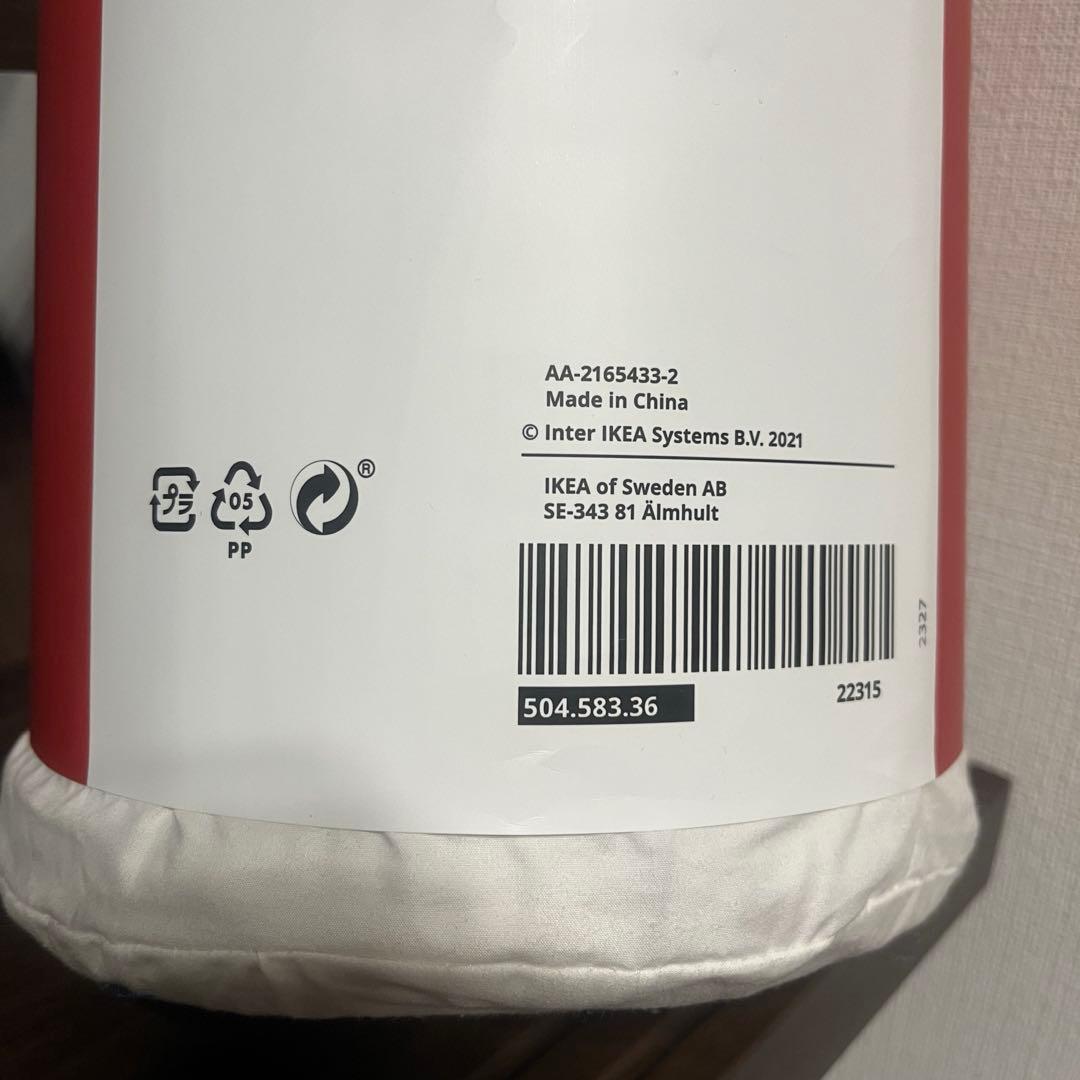 AA-2165433-2
Made in China
© Inter IKEA Systems B.V. 2021
IKEA of Sweden AB
SE-343 81 Älmhult
プラ
05
PP
®
2327
504.583.36
22315